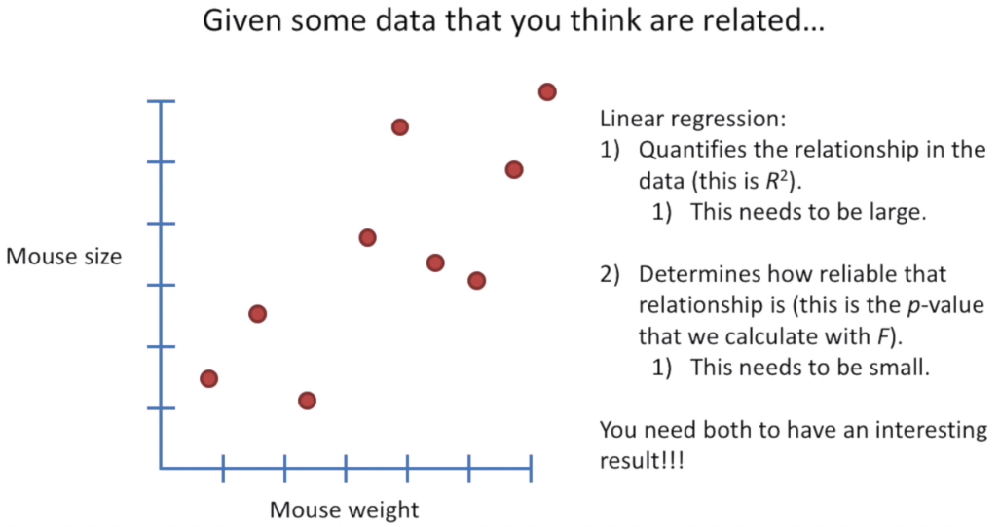 Given some data that you think are related...
Mouse size
Mouse weight
Linear regression:
1) Quantifies the relationship in the
data (this is R²).
1) This needs to be large.
2) Determines how reliable that
relationship is (this is the p-value
that we calculate with F).
1) This needs to be small.
You need both to have an interesting
result!!!